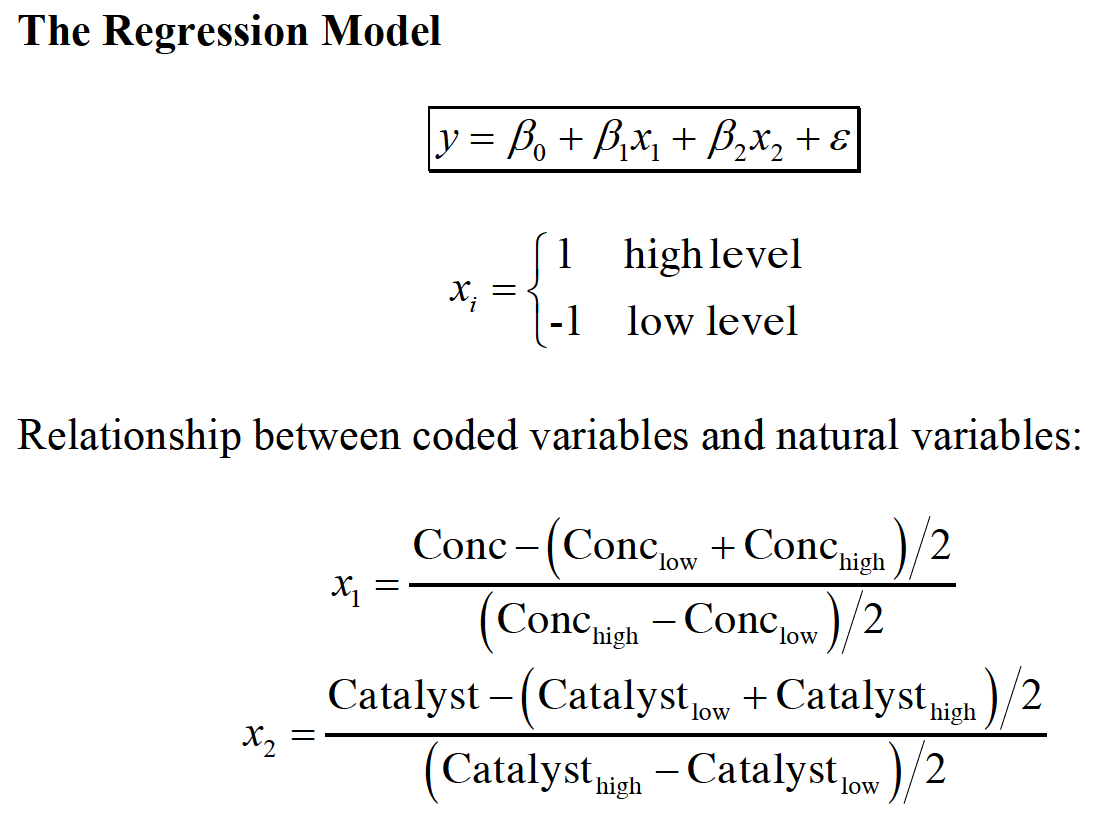 The Regression Model
y = β₀ + β₁x₁ + β₂x₂ + ε
xᵢ = { 1 high level
-1 low level
Relationship between coded variables and natural variables:
x₁ = (Conc − (Conc_low + Conc_high)/2) / ((Conc_high − Conc_low)/2)
x₂ = (Catalyst − (Catalyst_low + Catalyst_high)/2) / ((Catalyst_high − Catalyst_low)/2)